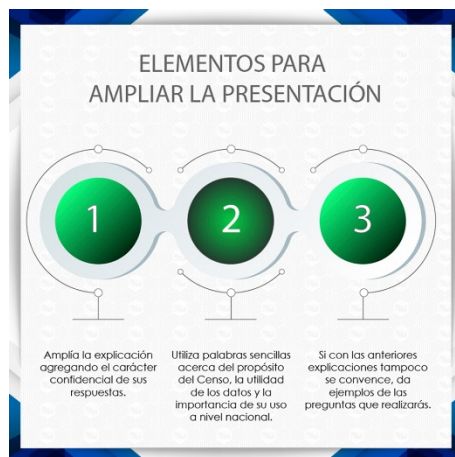 ELEMENTOS PARA
AMPLIAR LA PRESENTACIÓN
1
2
3
Amplía la explicación
agregando el carácter
confidencial de sus
respuestas.
Utiliza palabras sencillas
acerca del propósito
del Censo, la utilidad
de los datos y la
importancia de su uso
a nivel nacional.
Si con las anteriores
explicaciones tampoco
se convence, da
ejemplos de las
preguntas que realizarás.